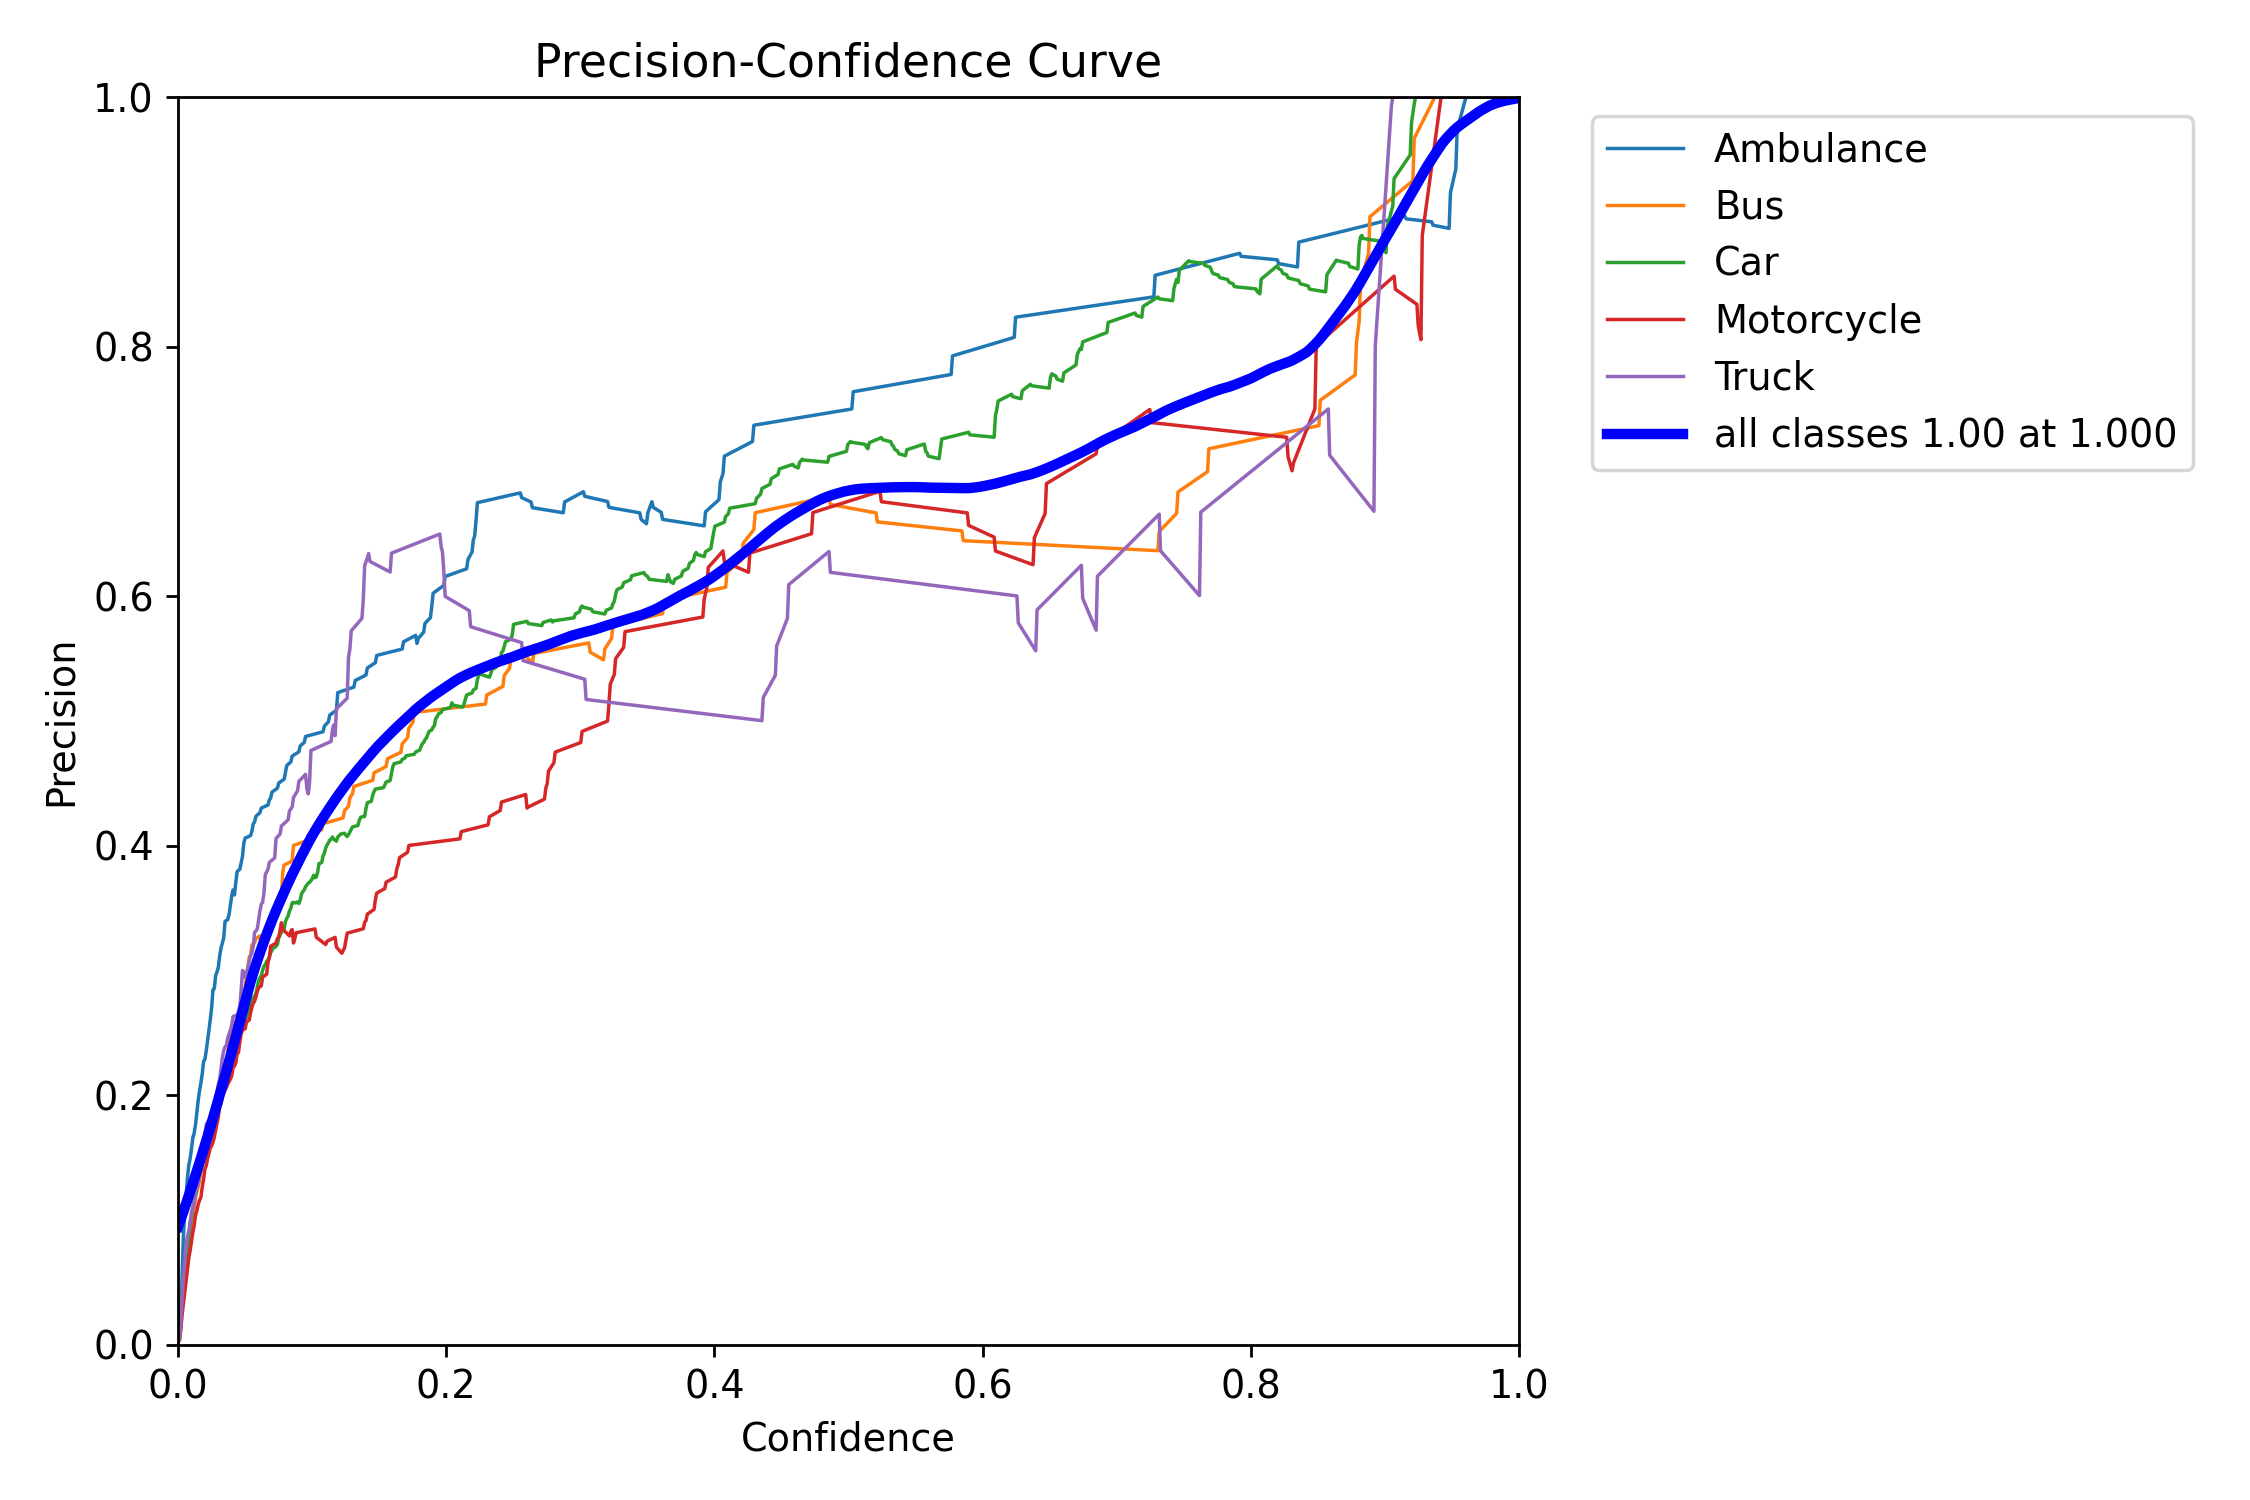 Precision-Confidence Curve
1.0
0.8
0.6
0.4
0.2
0.0
Precision
0.0 0.2 0.4 0.6 0.8 1.0
Confidence
Ambulance
Bus
Car
Motorcycle
Truck
all classes 1.00 at 1.000